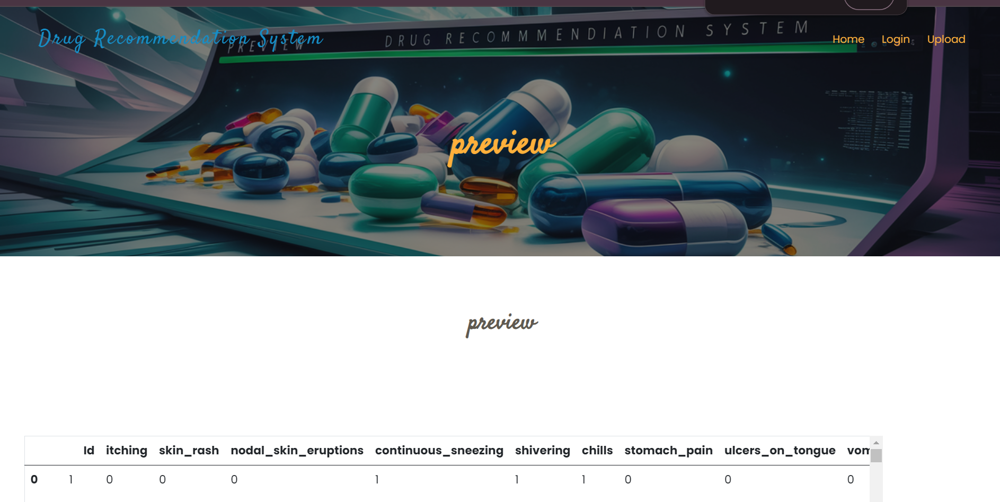 Drug Recommendation System
PREVIEW
DRUG RECOMMMMENDIATION SYSTEM
Home Login Upload
preview
preview
Id itching skin_rash nodal_skin_eruptions continuous_sneezing shivering chills stomach_pain ulcers_on_tongue vom
0 1 0 0 0 1 1 1 0 0 0